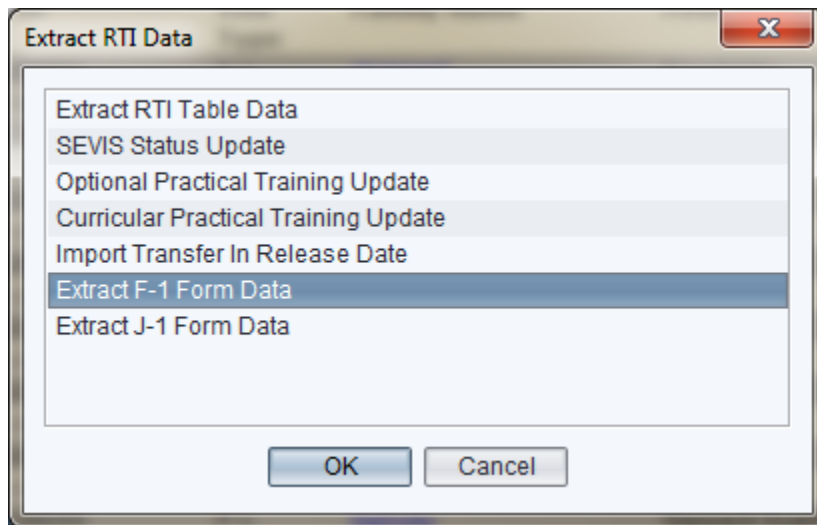 Extract RTI Data
Extract RTI Table Data
SEVIS Status Update
Optional Practical Training Update
Curricular Practical Training Update
Import Transfer In Release Date
Extract F-1 Form Data
Extract J-1 Form Data
OK
Cancel